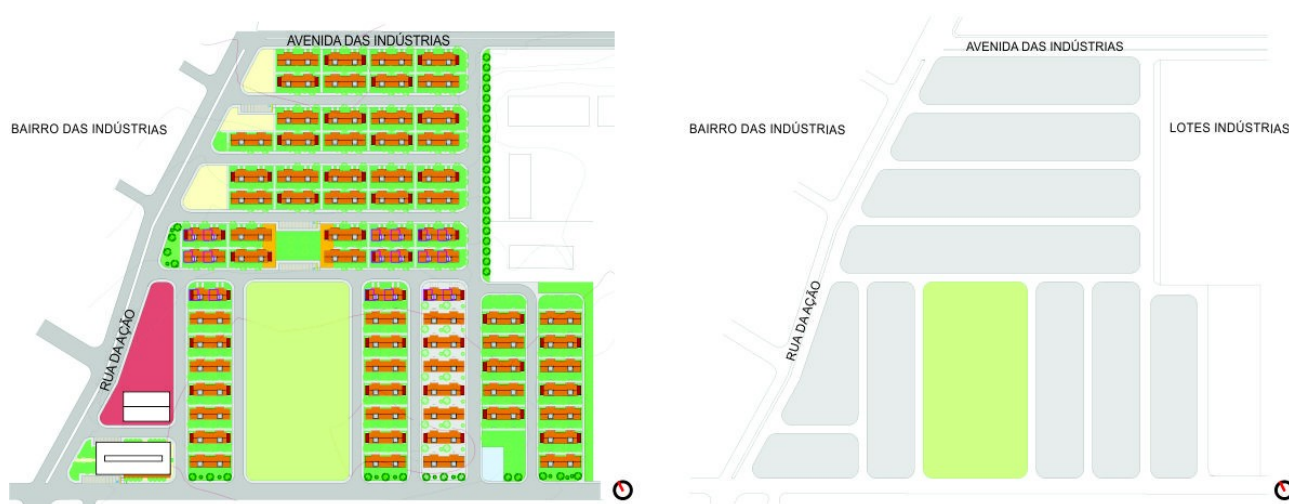 AVENIDA DAS INDÚSTRIAS
BAIRRO DAS INDÚSTRIAS
RUA DA AÇÃO
AVENIDA DAS INDÚSTRIAS
BAIRRO DAS INDÚSTRIAS
LOTES INDÚSTRIAS
RUA DA AÇÃO